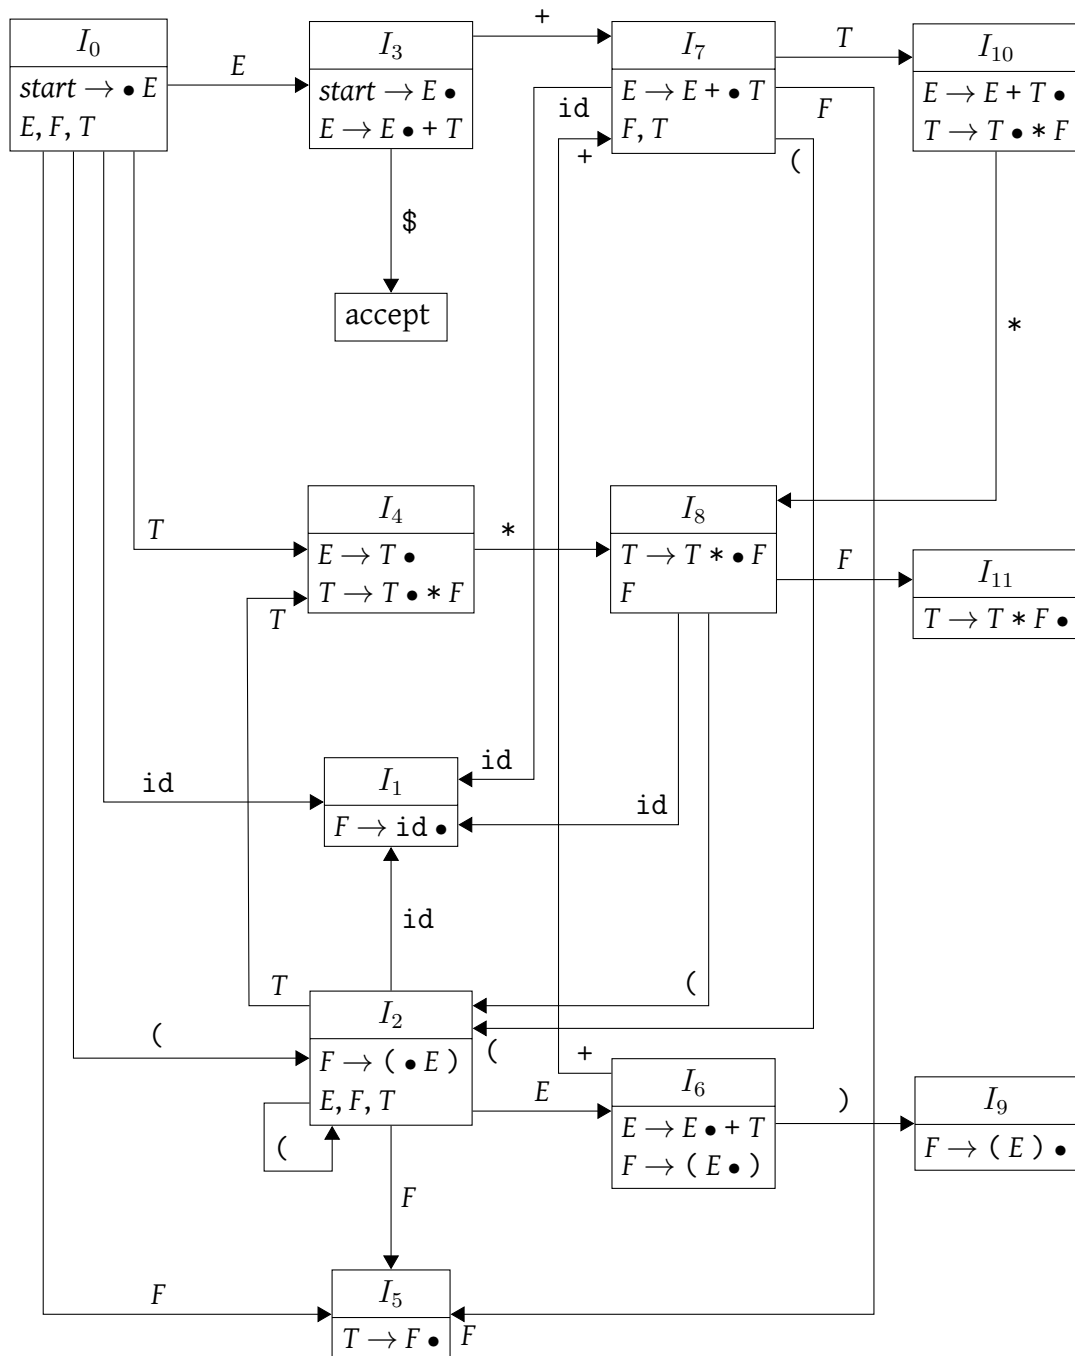 I₀
start → • E
E, F, T
E
I₃
start → E •
E → E • + T
+
I₇
E → E + • T
F, T
T
I₁₀
E → E + T •
T → T • * F
id
+
F
(
$
accept
*
T
I₄
E → T •
T → T • * F
T
*
I₈
T → T * • F
F
F
I₁₁
T → T * F •
id
I₁
F → id •
id
id
id
T
(
I₂
F → ( • E )
E, F, T
(
(
(
E
+
I₆
E → E • + T
F → ( E • )
)
I₉
F → ( E ) •
F
F
I₅
T → F •
F